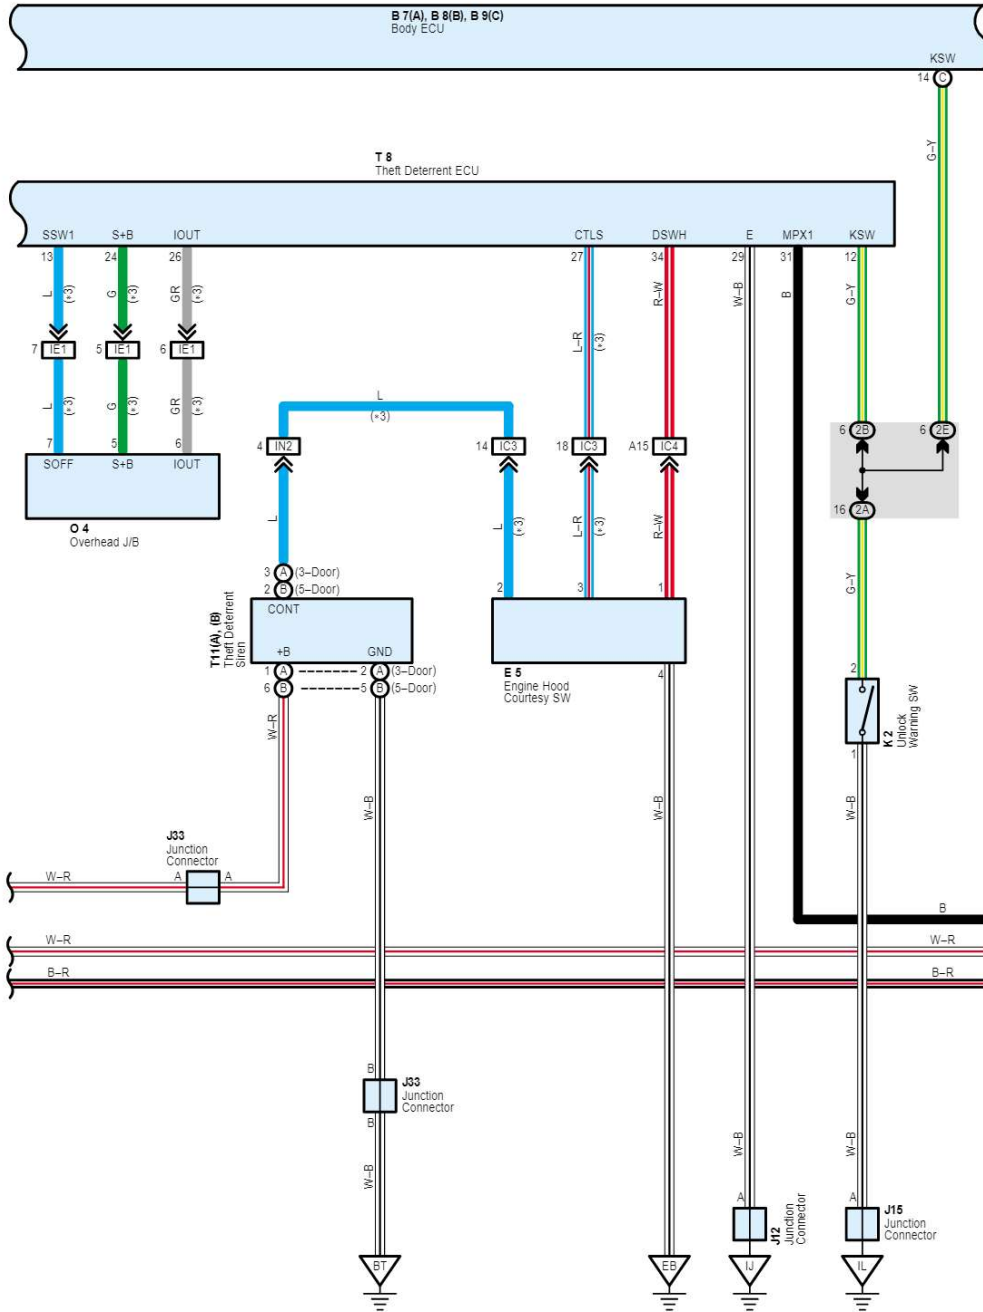 B 7(A), B 8(B), B 9(C)
Body ECU
KSW
14 C
G–Y
T 8
Theft Deterrent ECU
SSW1 S+B IOUT CTLS DSWH E MPX1 KSW
13 24 26 27 34 29 31 12
L (∗3) G (∗3) GR (∗3) R–W W–B B G–Y
L–R (∗3)
7 IE1 5 IE1 6 IE1
L (∗3) G (∗3) GR (∗3)
L
(∗3)
7 5 6
SOFF S+B IOUT
O 4
Overhead J/B
4 IN2 14 IC3 18 IC3 A15 IC4
6 2B 6 2E
16 2A
L L (∗3) L–R (∗3) R–W
G–Y
3 A (3–Door)
2 B (5–Door)
CONT
+B GND
T11(A), (B)
Theft Deterrent
Siren
1 A 2 A (3–Door)
6 B 5 B (5–Door)
2 3 1
E 5
Engine Hood
Courtesy SW
4
2
K 2
Unlock
Warning SW
1
W–R
W–B W–B W–B
J33
Junction
Connector
W–R A A
B
W–R W–R
B–R B–R
B
J33
Junction
Connector
B
W–B W–B W–B
A
J12
Junction
Connector
A
J15
Junction
Connector
BT EB IJ IL